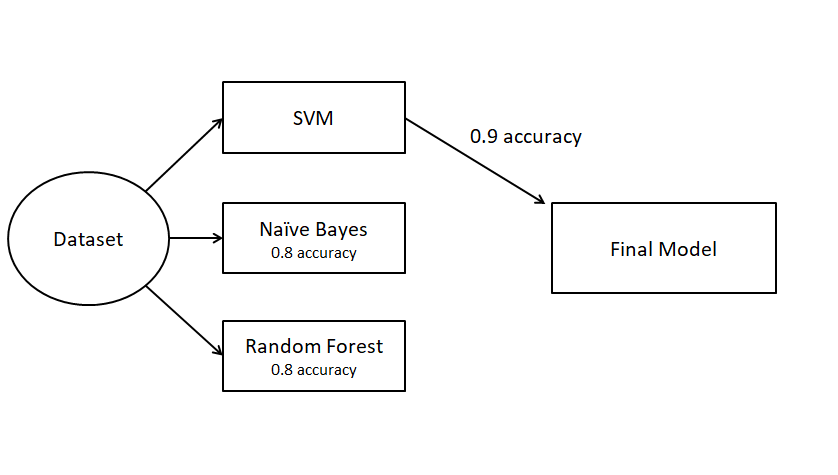 SVM
0.9 accuracy
Dataset
Naïve Bayes
0.8 accuracy
Final Model
Random Forest
0.8 accuracy